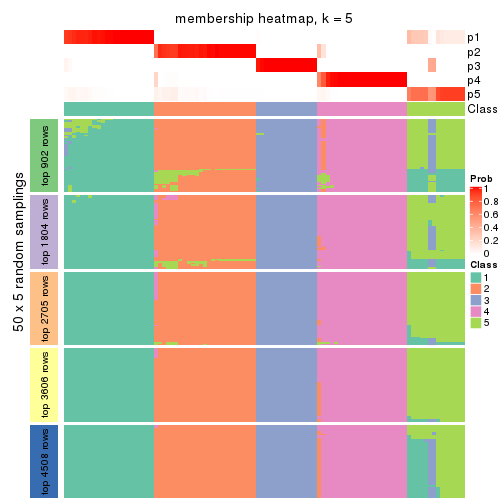 membership heatmap, k = 5
p1
p2
p3
p4
p5
Class
50 x 5 random samplings
top 902 rows
top 1804 rows
top 2705 rows
top 3606 rows
top 4508 rows
Prob
1
0.8
0.6
0.4
0.2
0
Class
1
2
3
4
5